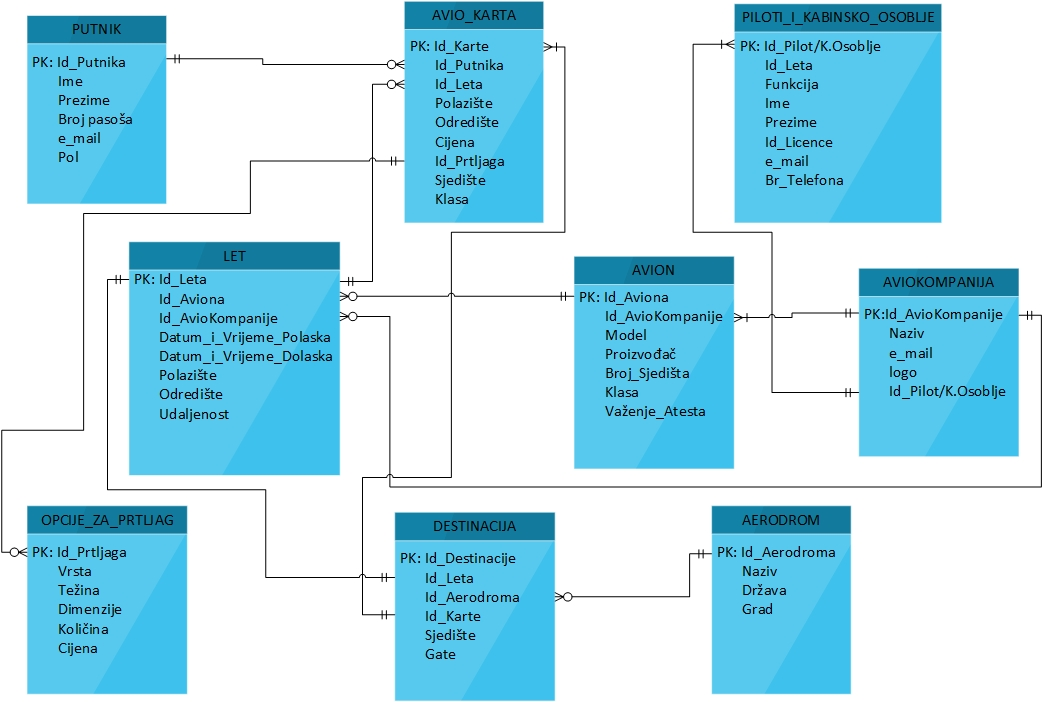 PUTNIK
PK: Id_Putnika
Ime
Prezime
Broj pasoša
e_mail
Pol
AVIO_KARTA
PK: Id_Karte
Id_Putnika
Id_Leta
Polazište
Odredište
Cijena
Id_Prtljaga
Sjedište
Klasa
PILOTI_I_KABINSKO_OSOBLJE
PK: Id_Pilot/K.Osoblje
Id_Leta
Funkcija
Ime
Prezime
Id_Licence
e_mail
Br_Telefona
LET
PK: Id_Leta
Id_Aviona
Id_AvioKompanije
Datum_i_Vrijeme_Polaska
Datum_i_Vrijeme_Dolaska
Polazište
Odredište
Udaljenost
AVION
PK: Id_Aviona
Id_AvioKompanije
Model
Proizvođač
Broj_Sjedišta
Klasa
Važenje_Atesta
AVIOKOMPANIJA
PK:Id_AvioKompanije
Naziv
e_mail
logo
Id_Pilot/K.Osoblje
OPCIJE_ZA_PRTLJAG
PK: Id_Prtljaga
Vrsta
Težina
Dimenzije
Količina
Cijena
DESTINACIJA
PK: Id_Destinacije
Id_Leta
Id_Aerodroma
Id_Karte
Sjedište
Gate
AERODROM
PK: Id_Aerodroma
Naziv
Država
Grad